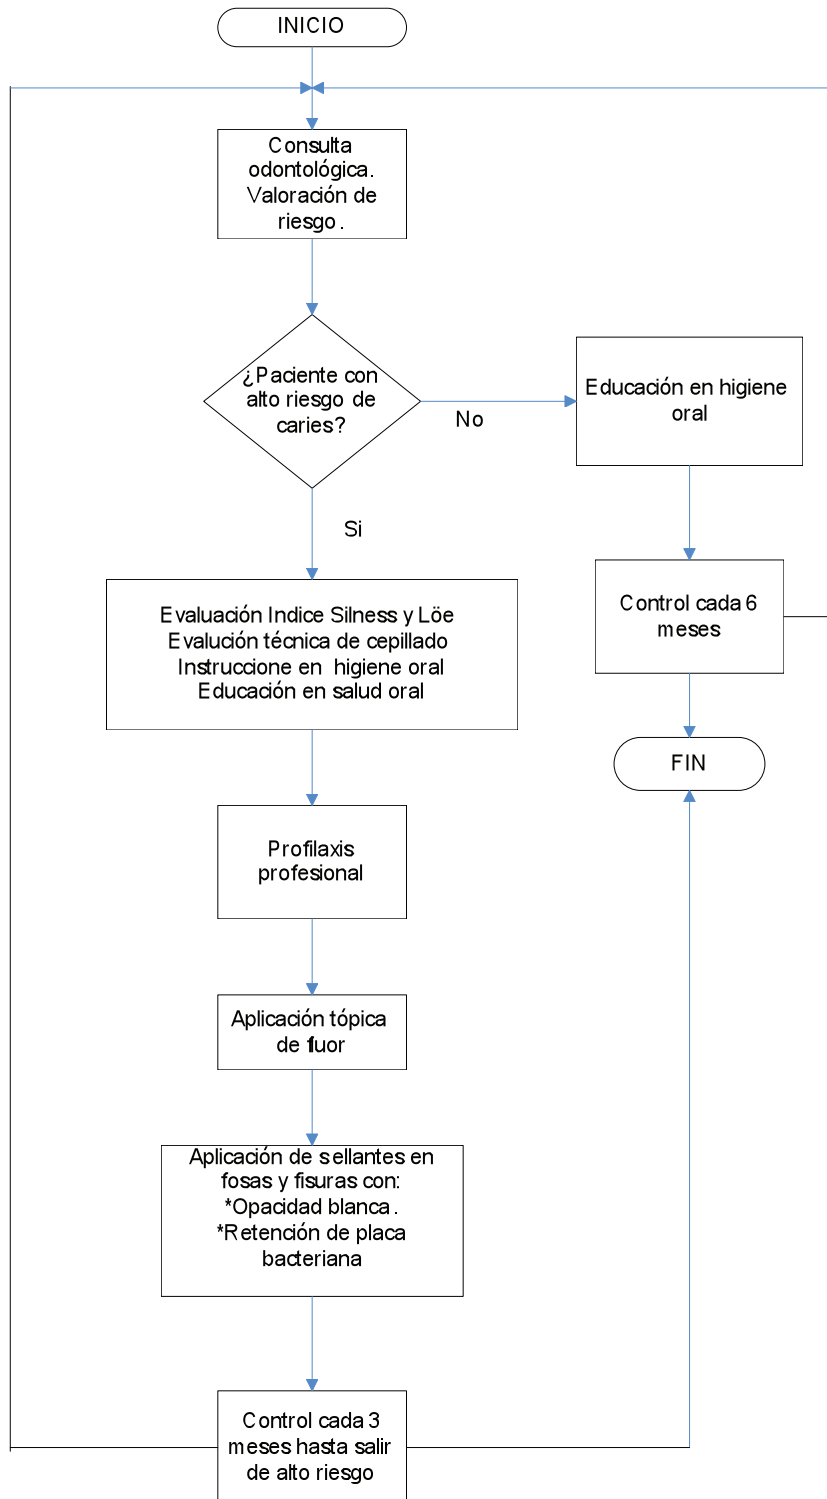 INICIO
Consulta
odontológica.
Valoración de
riesgo.
¿Paciente con
alto riesgo de
caries?
No
Educación en higiene
oral
Control cada 6
meses
FIN
Si
Evaluación Indice Silness y Löe
Evalución técnica de cepillado
Instruccione en higiene oral
Educación en salud oral
Profilaxis
profesional
Aplicación tópica
de fluor
Aplicación de sellantes en
fosas y fisuras con:
*Opacidad blanca.
*Retención de placa
bacteriana
Control cada 3
meses hasta salir
de alto riesgo